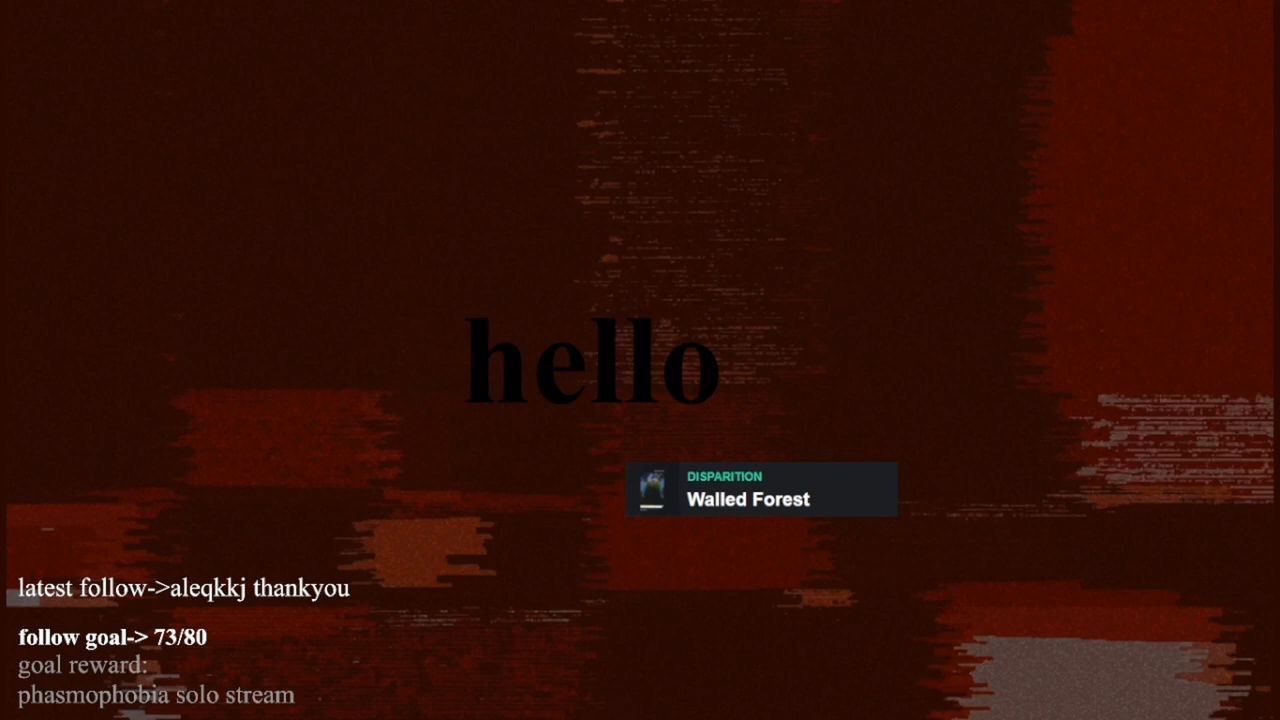 hello
DISPARITION
Walled Forest
latest follow->aleqkkj thankyou
follow goal-> 73/80
goal reward:
phasmophobia solo stream